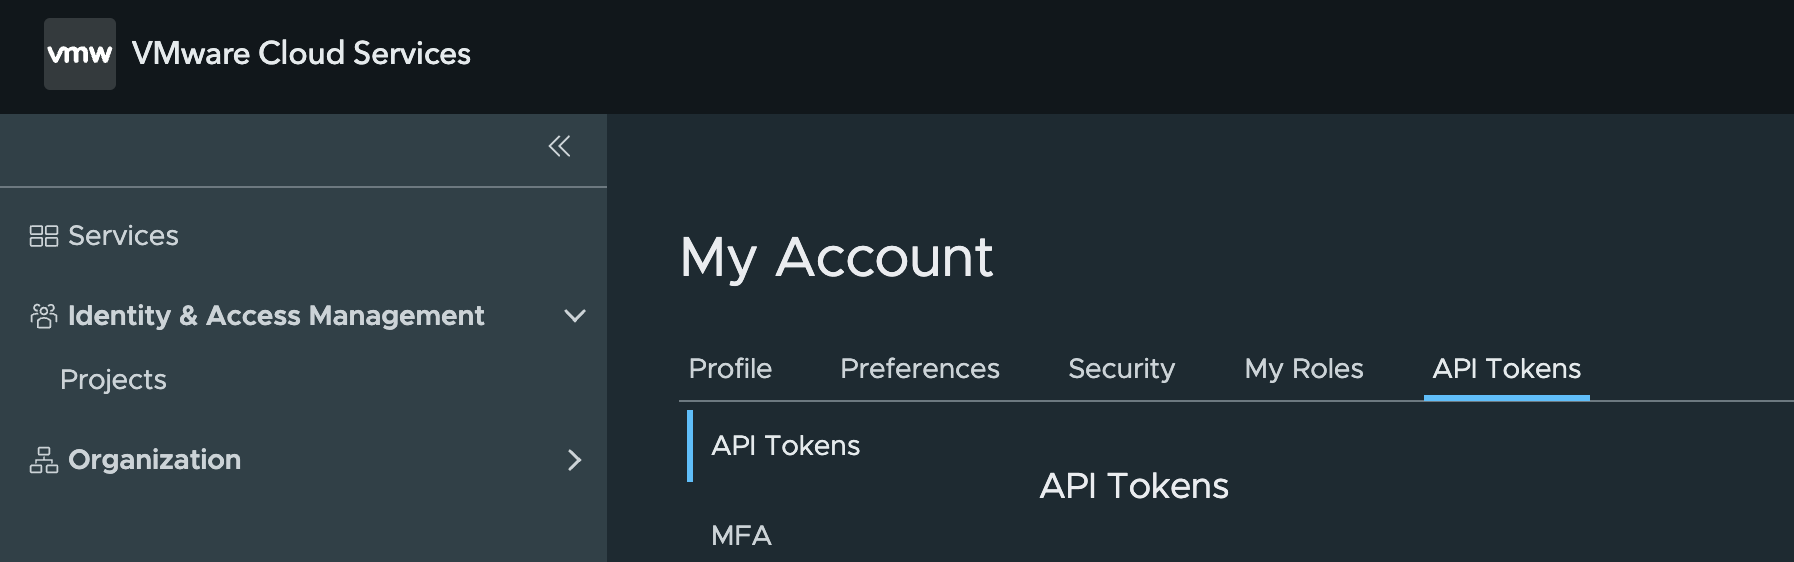 vmw VMware Cloud Services
Services
Identity & Access Management
Projects
Organization
My Account
Profile Preferences Security My Roles API Tokens
API Tokens
MFA
API Tokens